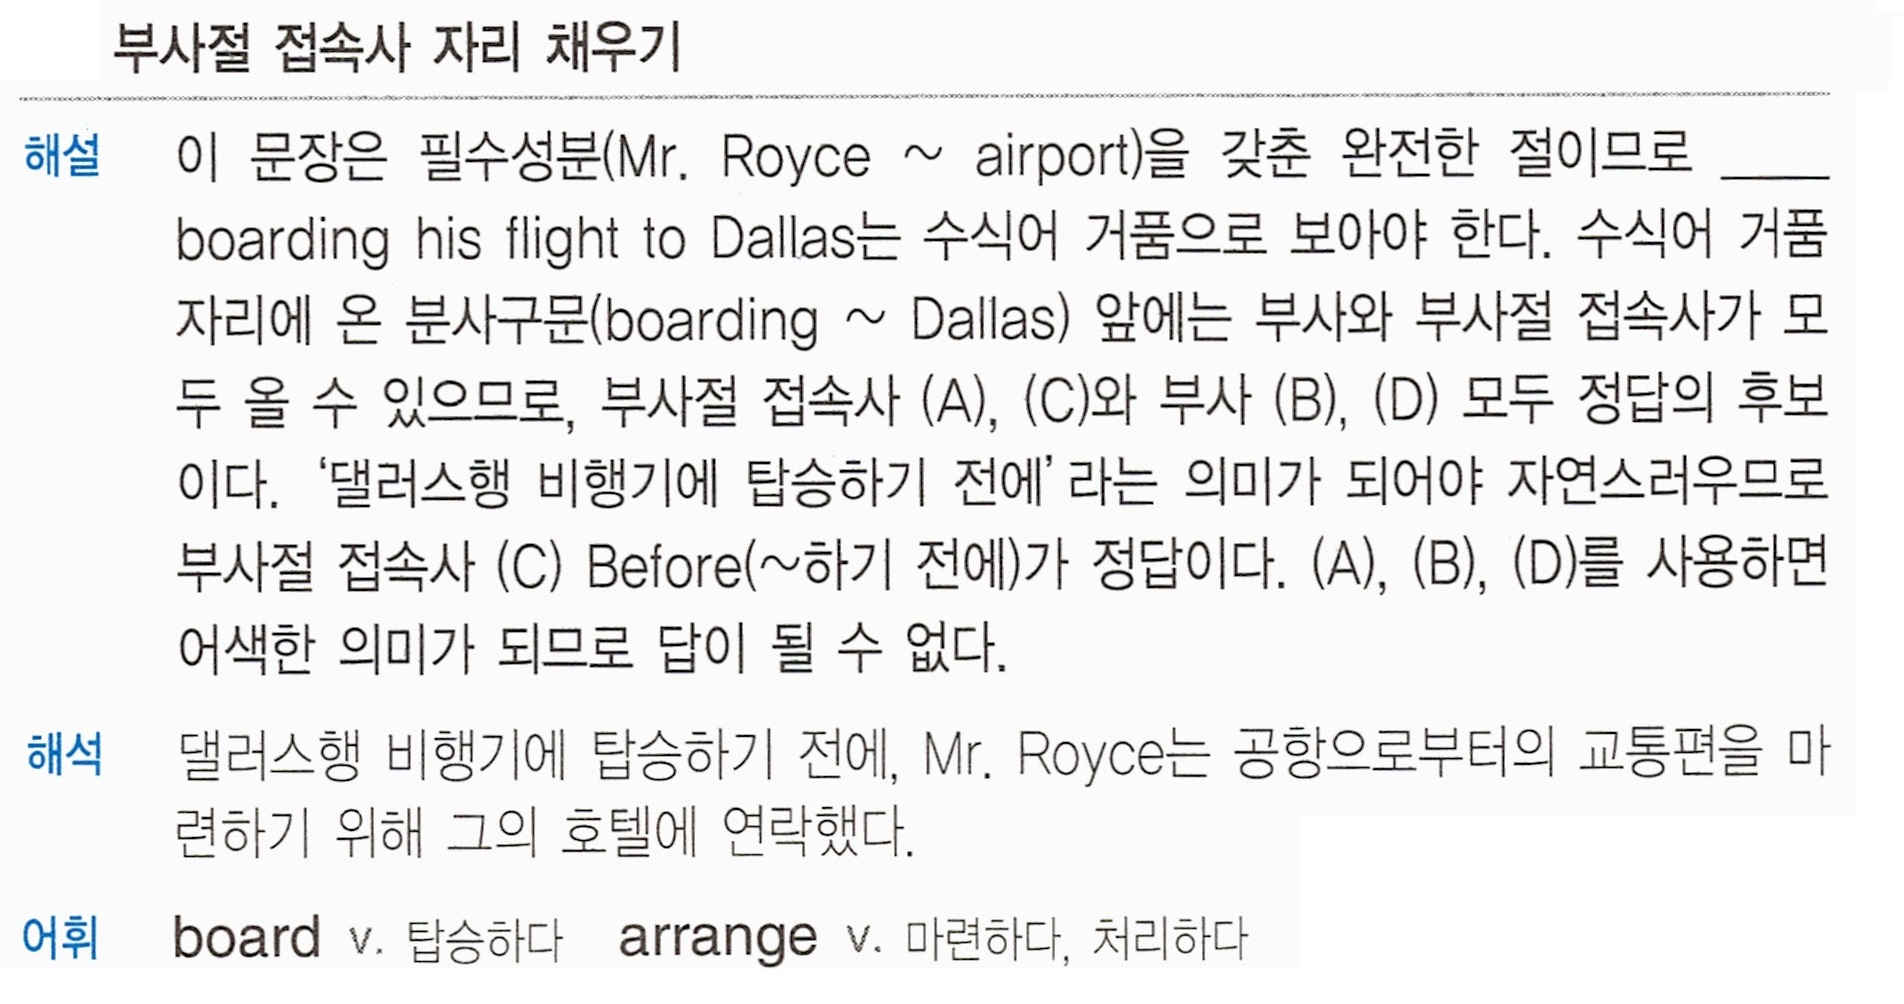 부사절 접속사 자리 채우기
해설 이 문장은 필수성분(Mr. Royce ~ airport)을 갖춘 완전한 절이므로 ____
boarding his flight to Dallas는 수식어 거품으로 보아야 한다. 수식어 거품
자리에 온 분사구문(boarding ~ Dallas) 앞에는 부사와 부사절 접속사가 모
두 올 수 있으므로, 부사절 접속사 (A), (C)와 부사 (B), (D) 모두 정답의 후보
이다. ‘댈러스행 비행기에 탑승하기 전에’라는 의미가 되어야 자연스러우므로
부사절 접속사 (C) Before(~하기 전에)가 정답이다. (A), (B), (D)를 사용하면
어색한 의미가 되므로 답이 될 수 없다.
해석 댈러스행 비행기에 탑승하기 전에, Mr. Royce는 공항으로부터의 교통편을 마
련하기 위해 그의 호텔에 연락했다.
어휘 board v. 탑승하다 arrange v. 마련하다, 처리하다